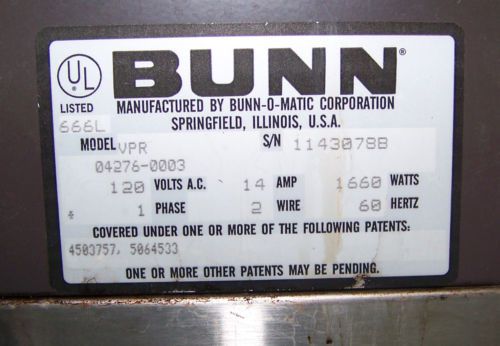 UL BUNN®
LISTED MANUFACTURED BY BUNN-O-MATIC CORPORATION
666L SPRINGFIELD, ILLINOIS, U.S.A.
MODEL VPR S/N 1143078B
04276-0003
120 VOLTS A.C. 14 AMP 1660 WATTS
* 1 PHASE 2 WIRE 60 HERTZ
COVERED UNDER ONE OR MORE OF THE FOLLOWING PATENTS:
4503757, 5064533
ONE OR MORE OTHER PATENTS MAY BE PENDING.